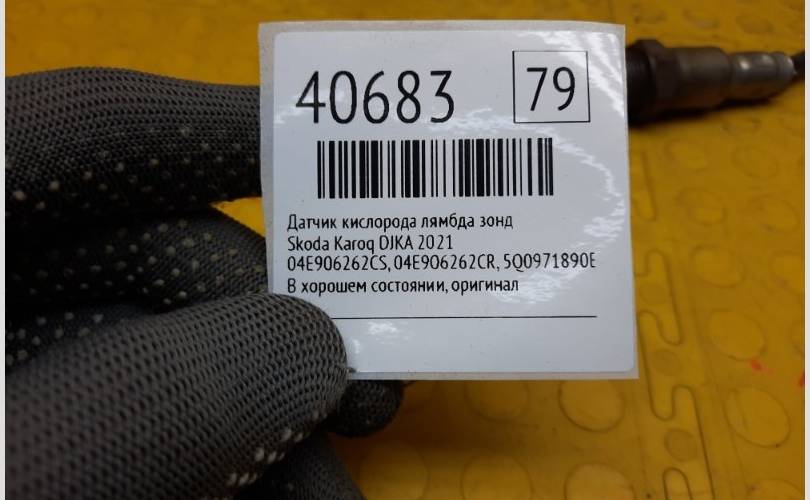 40683 79
Датчик кислорода лямбда зонд
Skoda Karoq DJKA 2021
04E906262CS, 04E906262CR, 5Q0971890E
В хорошем состоянии, оригинал